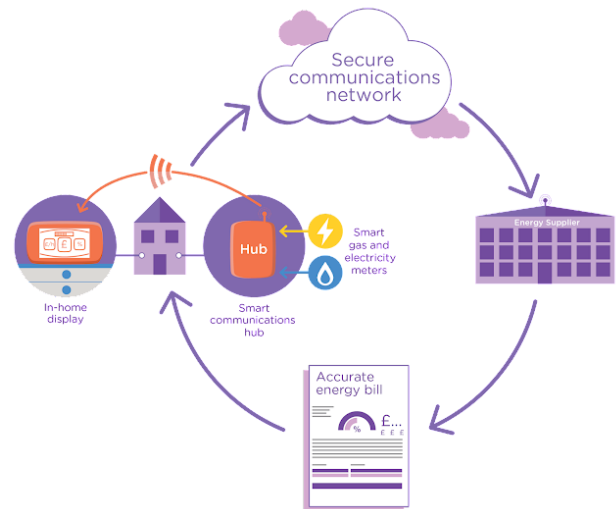 Secure
communications
network
Energy Supplier
Hub
Smart
gas and
electricity
meters
In-home
display
Smart
communications
hub
Accurate
energy bill
£...
%
£ £ £
£
%